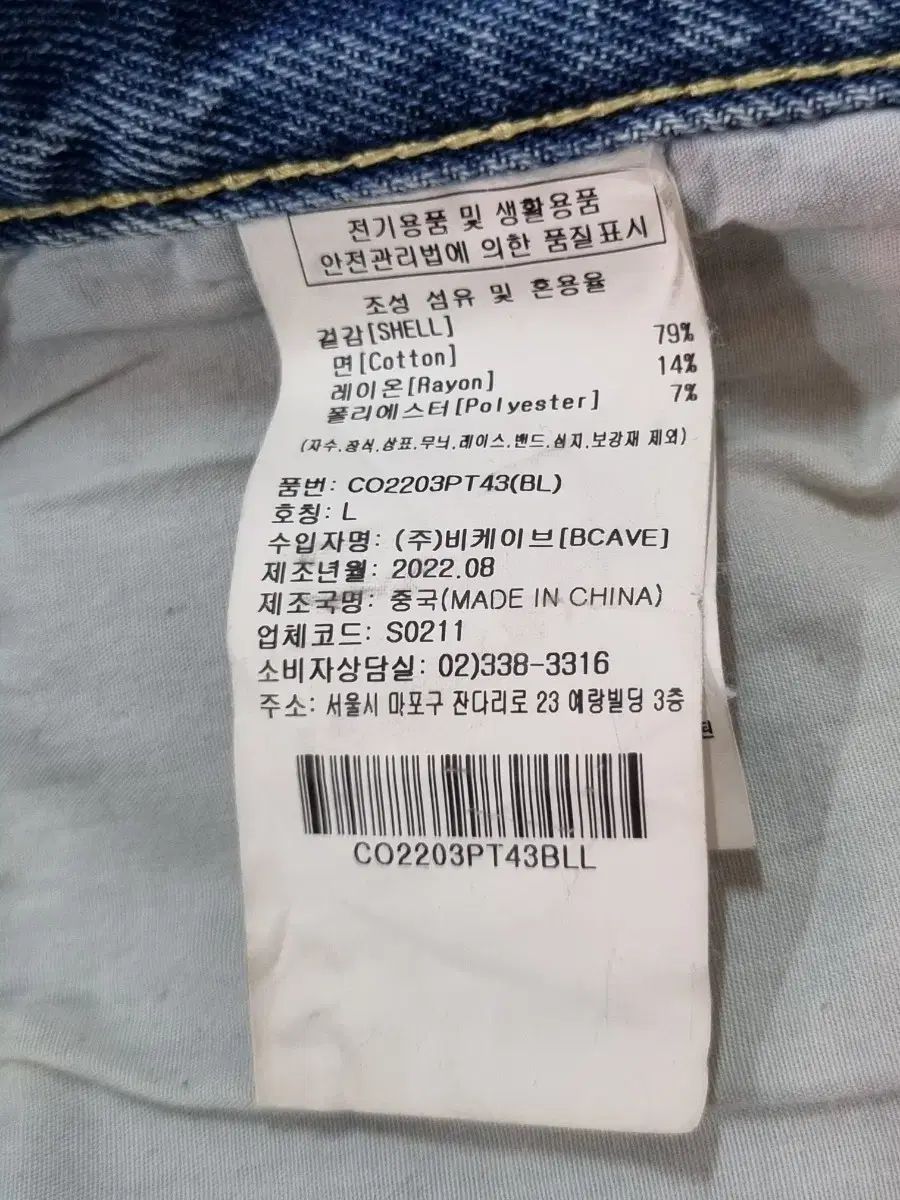 전기용품 및 생활용품
안전관리법에 의한 품질표시
조성 섬유 및 혼용율
겉감[SHELL]
면[Cotton] 79%
레이온[Rayon] 14%
폴리에스터[Polyester] 7%
(자수.장식.상표.무늬.레이스.밴드.심지.보강재 제외)
품번: CO2203PT43(BL)
호칭: L
수입자명: (주)비케이브[BCAVE]
제조년월: 2022.08
제조국명: 중국(MADE IN CHINA)
업체코드: S0211
소비자상담실: 02)338-3316
주소: 서울시 마포구 잔다리로 23 예랑빌딩 3층
CO2203PT43BLL